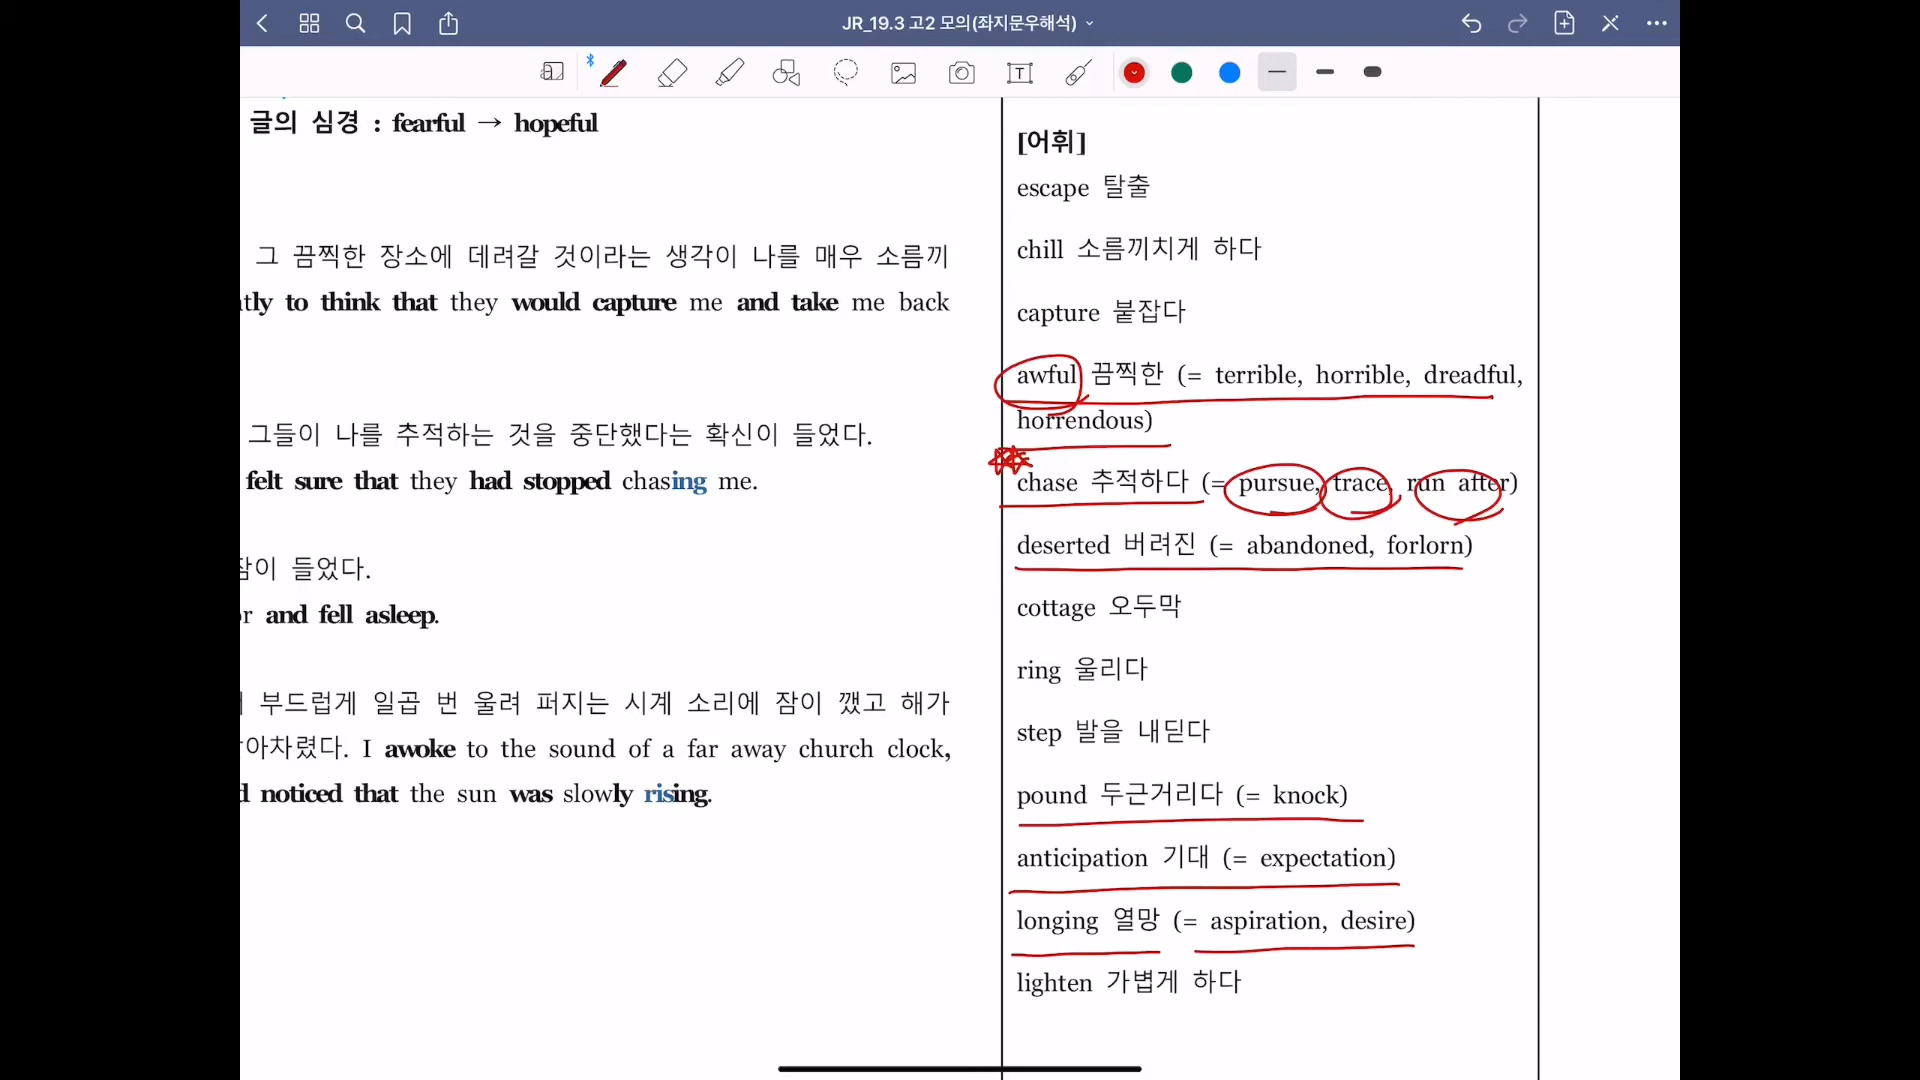 JR_19.3 고2 모의(좌지문우해석)
글의 심경 : fearful → hopeful
그 끔찍한 장소에 데려갈 것이라는 생각이 나를 매우 소름끼
to think that they would capture me and take me back
그들이 나를 추적하는 것을 중단했다는 확신이 들었다.
felt sure that they had stopped chasing me.
잠이 들었다.
and fell asleep.
부드럽게 일곱 번 울려 퍼지는 시계 소리에 잠이 깼고 해가
아차렸다. I awoke to the sound of a far away church clock,
noticed that the sun was slowly rising.
[어휘]
escape 탈출
chill 소름끼치게 하다
capture 붙잡다
awful 끔찍한 (= terrible, horrible, dreadful,
horrendous)
chase 추적하다 (= pursue, trace, run after)
deserted 버려진 (= abandoned, forlorn)
cottage 오두막
ring 울리다
step 발을 내딛다
pound 두근거리다 (= knock)
anticipation 기대 (= expectation)
longing 열망 (= aspiration, desire)
lighten 가볍게 하다